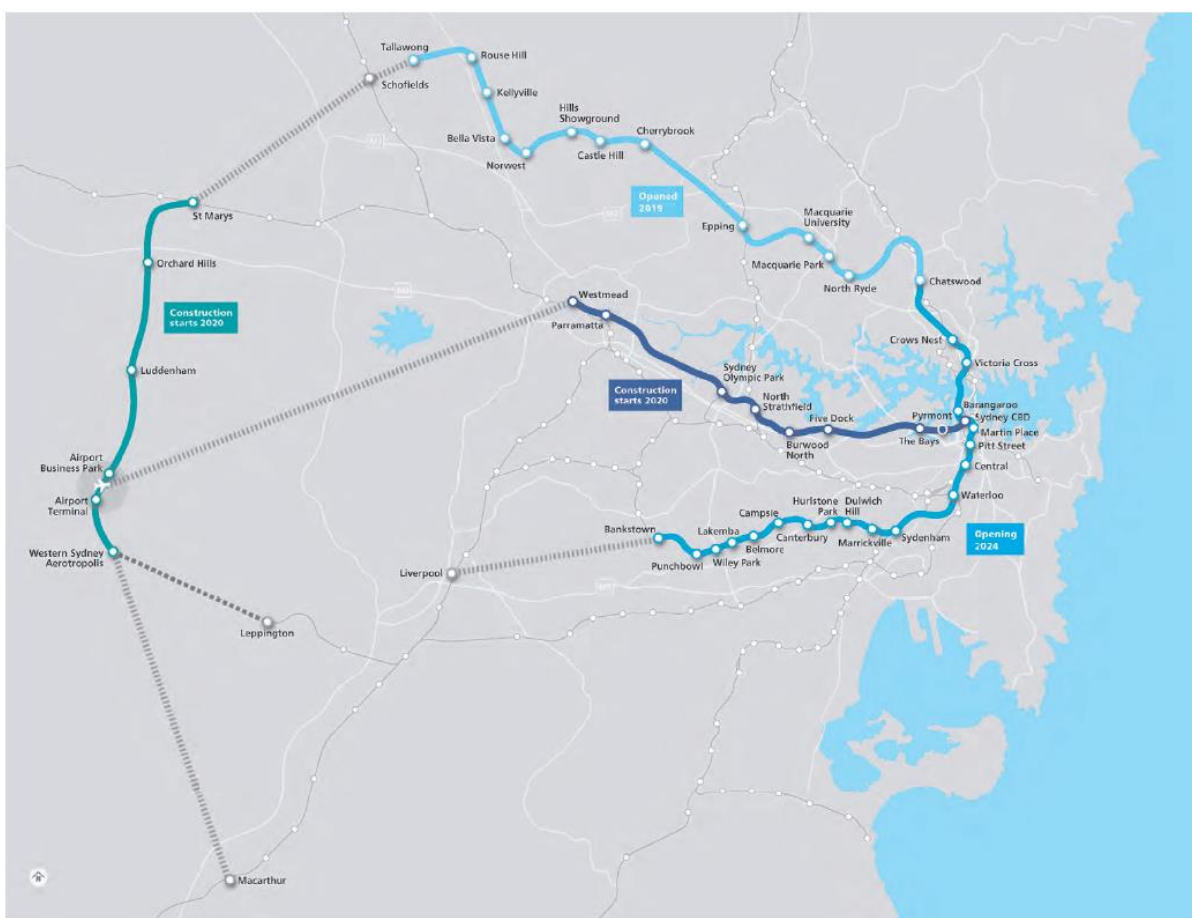 Tallawong
Rouse Hill
Schofields
Kellyville
Hills
Showground
Bella Vista
Cherrybrook
Norwest
Castle Hill
Opened
2019
St Marys
Epping
Macquarie
University
Orchard Hills
Macquarie Park
North Ryde
Chatswood
Construction
starts 2020
Westmead
Parramatta
Crows Nest
Luddenham
Victoria Cross
Sydney
Olympic Park
Construction
starts 2020
North
Strathfield
Five Dock
Pyrmont
Barangaroo
Sydney CBD
Martin Place
The Bays
Pitt Street
Burwood
North
Central
Airport
Business Park
Airport
Terminal
Waterloo
Hurlstone
Park
Dulwich
Hill
Campsie
Bankstown
Lakemba
Canterbury
Sydenham
Marrickville
Belmore
Wiley Park
Punchbowl
Opening
2024
Western Sydney
Aerotropolis
Liverpool
Leppington
Macarthur